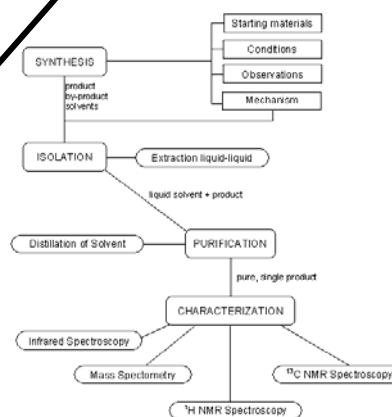 Starting materials
Conditions
SYNTHESIS
Observations
product
by-product
solvents
Mechanism
ISOLATION
Extraction liquid-liquid
liquid solvent + product
Distillation of Solvent
PURIFICATION
pure, single product
CHARACTERIZATION
Infrared Spectroscopy
Mass Spectometry
¹³C NMR Spectroscopy
¹H NMR Spectroscopy